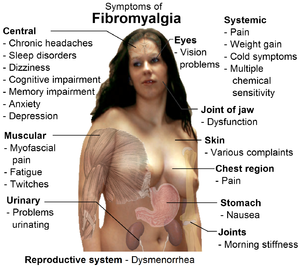 Symptoms of
Fibromyalgia
Central
- Chronic headaches
- Sleep disorders
- Dizziness
- Cognitive impairment
- Memory impairment
- Anxiety
- Depression
Eyes
- Vision
problems
Systemic
- Pain
- Weight gain
- Cold symptoms
- Multiple
chemical
sensitivity
Joint of jaw
- Dysfunction
Muscular
- Myofascial
pain
- Fatigue
- Twitches
Skin
- Various complaints
Chest region
- Pain
Urinary
- Problems
urinating
Stomach
- Nausea
Joints
- Morning stiffness
Reproductive system - Dysmenorrhea